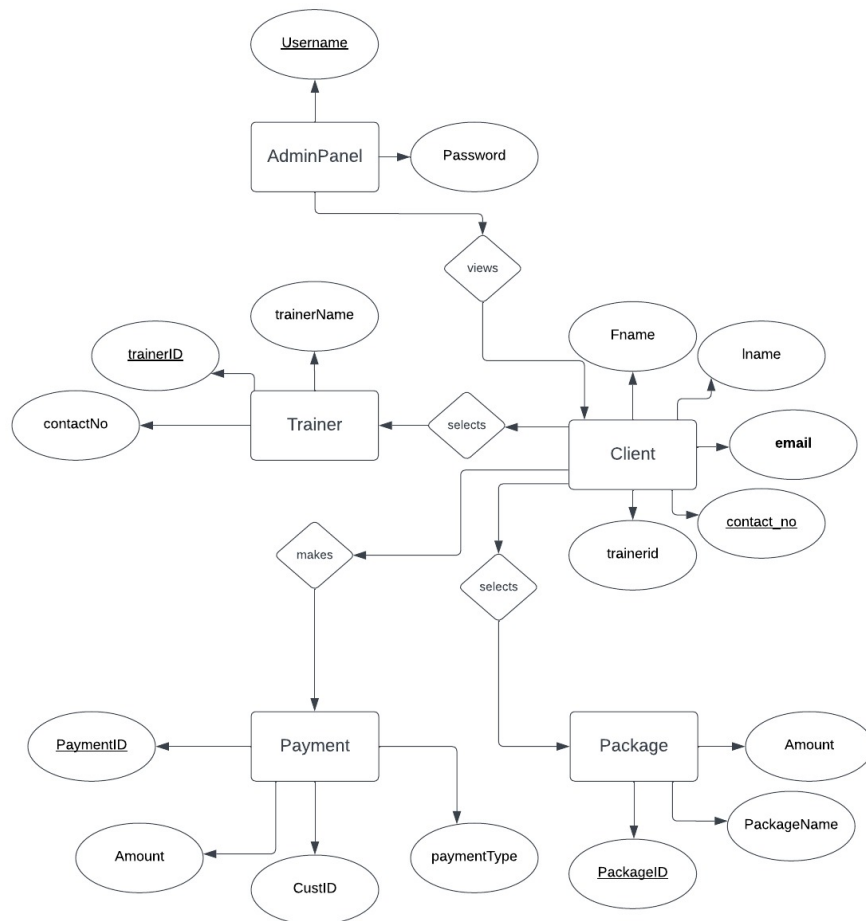 Username
AdminPanel
Password
views
trainerName
Fname
lname
trainerID
contactNo
Trainer
selects
Client
email
contact_no
trainerid
makes
selects
PaymentID
Payment
Package
Amount
PackageName
Amount
CustID
paymentType
PackageID